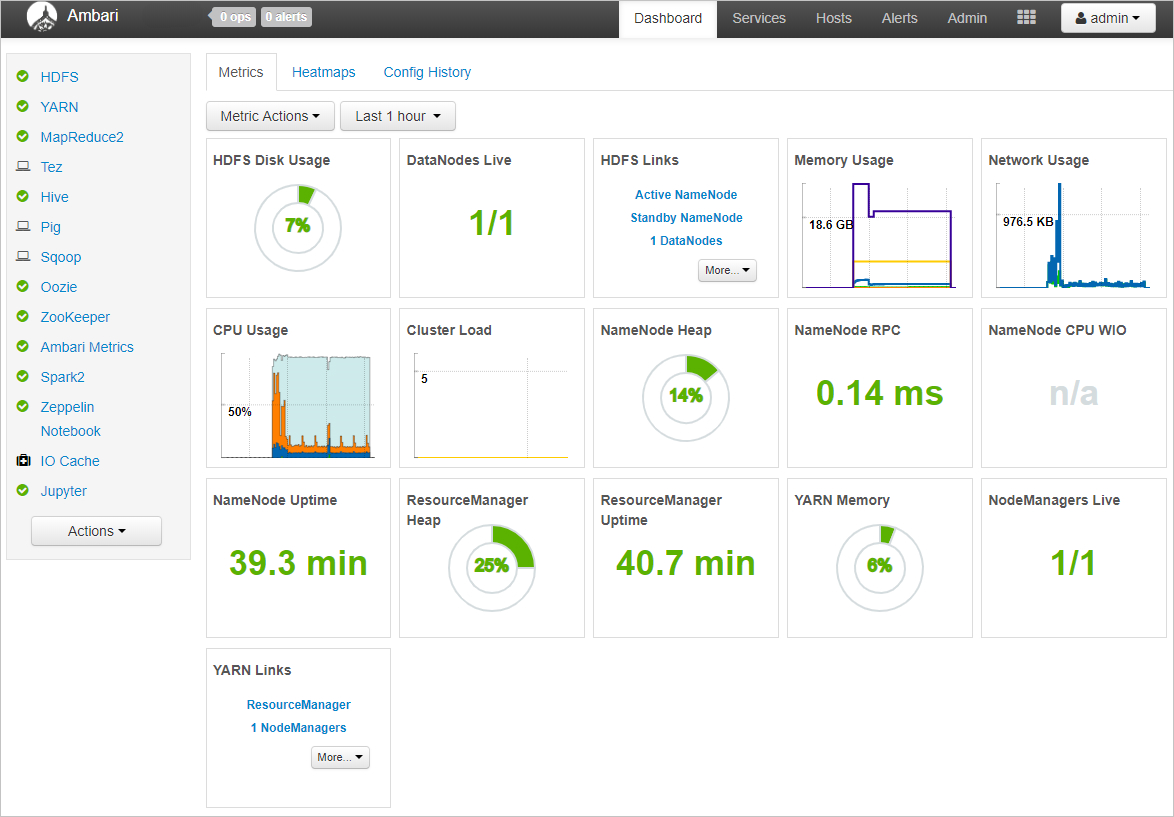 Ambari
0 ops
0 alerts
Dashboard
Services
Hosts
Alerts
Admin
admin
HDFS
YARN
MapReduce2
Tez
Hive
Pig
Sqoop
Oozie
ZooKeeper
Ambari Metrics
Spark2
Zeppelin
Notebook
IO Cache
Jupyter
Actions
Metrics
Heatmaps
Config History
Metric Actions
Last 1 hour
HDFS Disk Usage
7%
DataNodes Live
1/1
HDFS Links
Active NameNode
Standby NameNode
1 DataNodes
More...
Memory Usage
18.6 GB
Network Usage
976.5 KB
CPU Usage
50%
Cluster Load
5
NameNode Heap
14%
NameNode RPC
0.14 ms
NameNode CPU WIO
n/a
NameNode Uptime
39.3 min
ResourceManager
Heap
25%
ResourceManager
Uptime
40.7 min
YARN Memory
6%
NodeManagers Live
1/1
YARN Links
ResourceManager
1 NodeManagers
More...